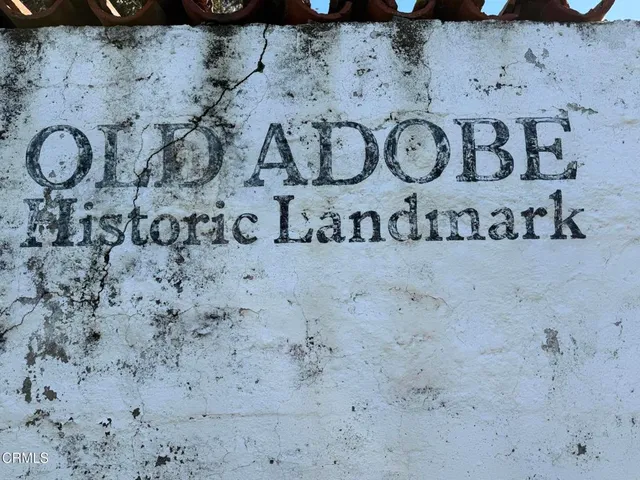 OLD ADOBE
Historic Landmark
CRMLS